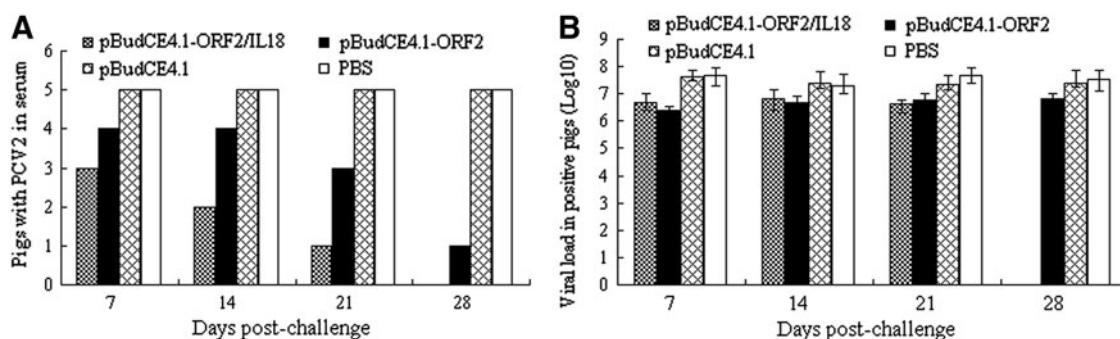 A
pBudCE4.1-ORF2/IL18
pBudCE4.1-ORF2
pBudCE4.1
PBS
Pigs with PCV2 in serum
6
5
4
3
2
1
0
7 14 21 28
Days post-challenge
B
pBudCE4.1-ORF2/IL18
pBudCE4.1-ORF2
pBudCE4.1
PBS
Viral load in positive pigs (Log10)
9
8
7
6
5
4
3
2
1
0
7 14 21 28
Days post-challenge